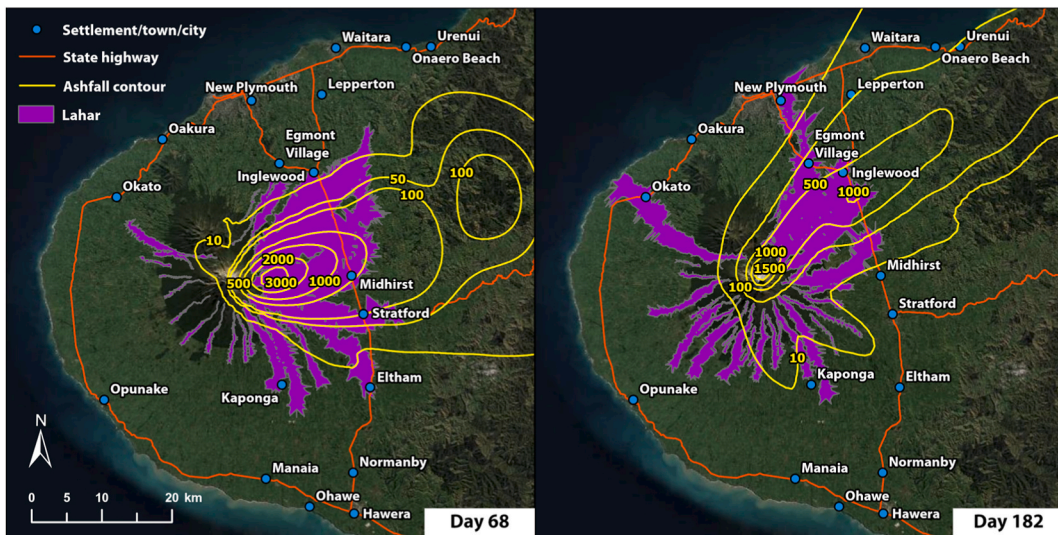 Settlement/town/city
State highway
Ashfall contour
Lahar
Waitara
Urenui
Onaero Beach
New Plymouth
Lepperton
Oakura
Egmont
Village
Inglewood
Okato
50
100
100
10
2000
500
3000
1000
Midhirst
Stratford
Opunake
Kaponga
Eltham
N
Manaia
Normanby
0 5 10 20 km
Ohawe
Hawera
Day 68
Waitara
Urenui
Onaero Beach
New Plymouth
Lepperton
Oakura
Egmont
Village
Inglewood
Okato
500
1000
1000
1500
100
Midhirst
Stratford
10
Opunake
Kaponga
Eltham
Manaia
Normanby
Ohawe
Hawera
Day 182